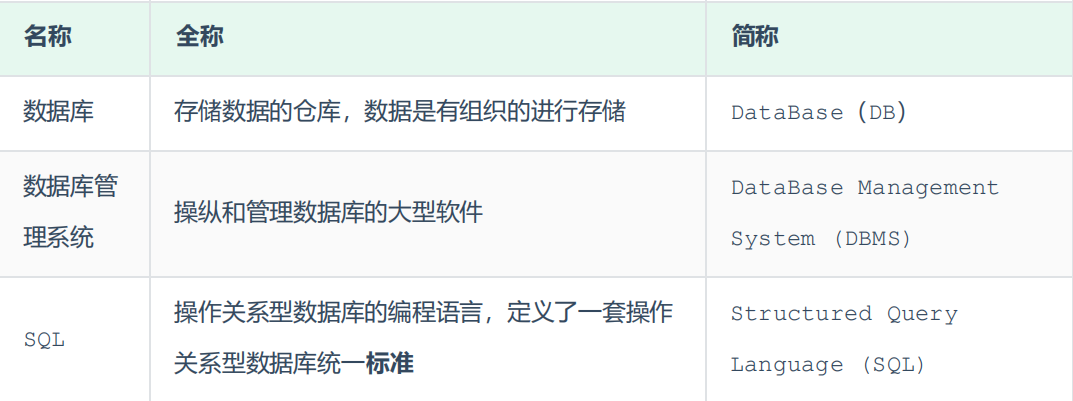 名称 全称 简称
数据库 存储数据的仓库，数据是有组织的进行存储 DataBase (DB)
数据库管
理系统
操纵和管理数据库的大型软件
DataBase Management
System (DBMS)
SQL
操作关系型数据库的编程语言，定义了一套操作
关系型数据库统一标准
Structured Query
Language (SQL)